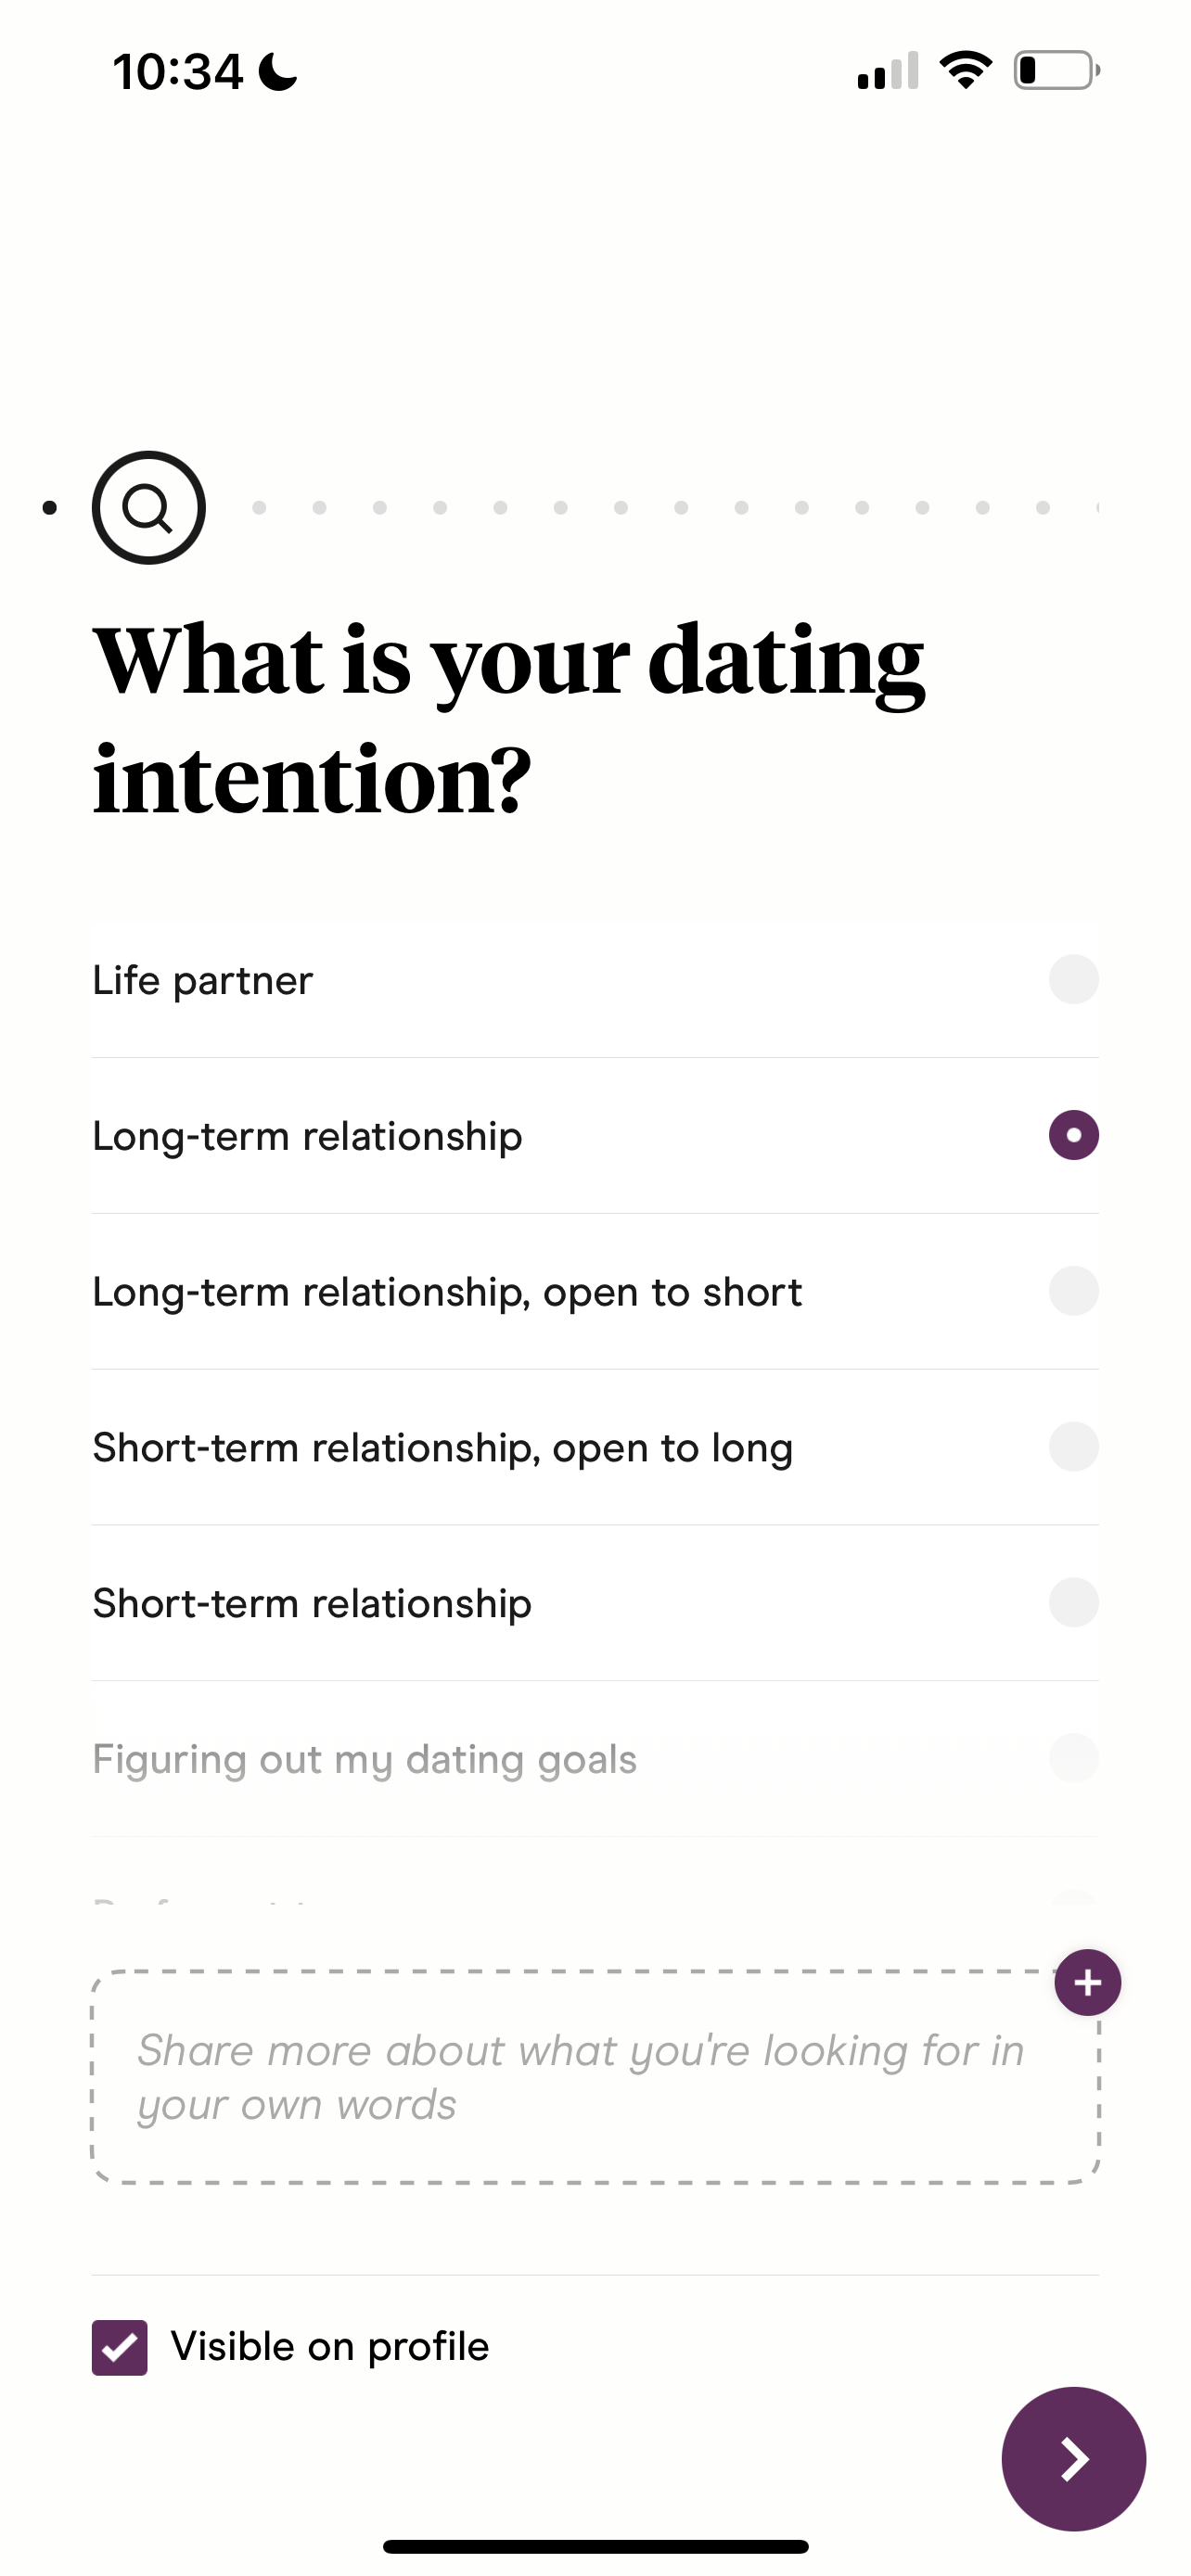 10:34
What is your dating
intention?
Life partner
Long-term relationship
Long-term relationship, open to short
Short-term relationship, open to long
Short-term relationship
Figuring out my dating goals
Share more about what you're looking for in
your own words
Visible on profile